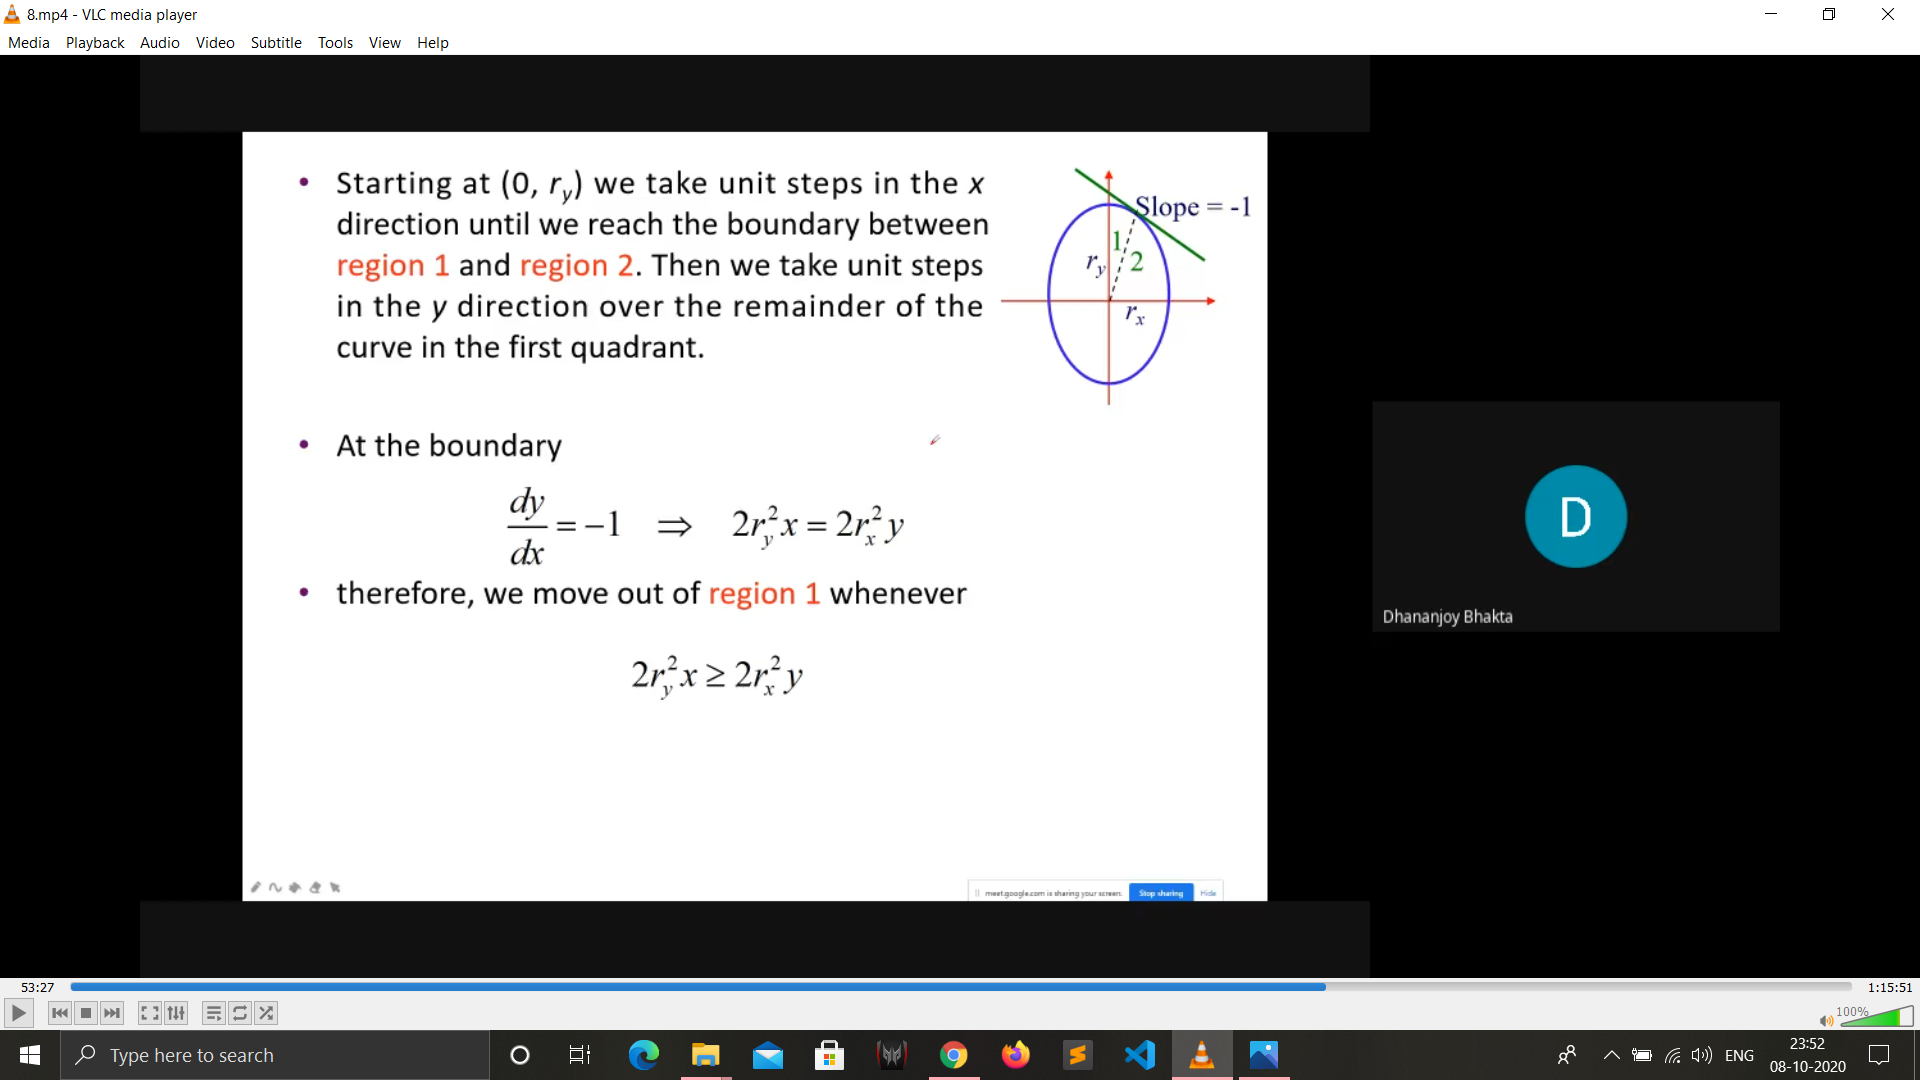 8.mp4 - VLC media player
Media Playback Audio Video Subtitle Tools View Help
• Starting at (0, r_y) we take unit steps in the x
direction until we reach the boundary between
region 1 and region 2. Then we take unit steps
in the y direction over the remainder of the
curve in the first quadrant.
Slope = -1
1
r_y 2
r_x
• At the boundary
dy/dx = −1 ⇒ 2r_y^2 x = 2r_x^2 y
• therefore, we move out of region 1 whenever
2r_y^2 x ≥ 2r_x^2 y
D
Dhananjoy Bhakta
meet.google.com is sharing your screen. Stop sharing Hide
53:27 1:15:51
100%
Type here to search
ENG
23:52
08-10-2020